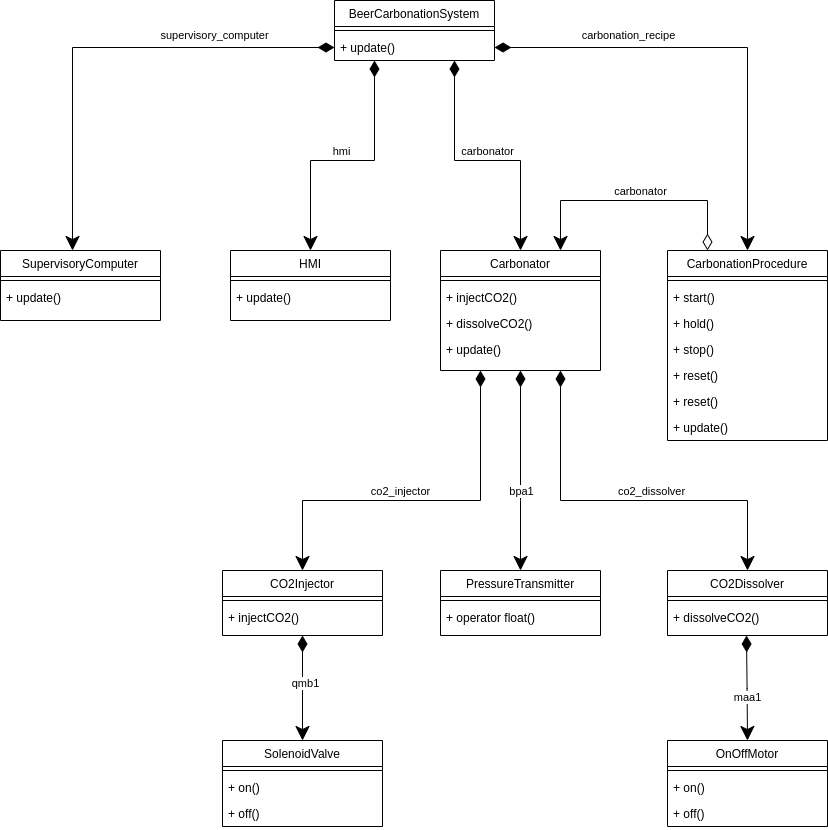 BeerCarbonationSystem
+ update()
supervisory_computer
carbonation_recipe
hmi
carbonator
carbonator
SupervisoryComputer
+ update()
HMI
+ update()
Carbonator
+ injectCO2()
+ dissolveCO2()
+ update()
CarbonationProcedure
+ start()
+ hold()
+ stop()
+ reset()
+ reset()
+ update()
co2_injector
bpa1
co2_dissolver
CO2Injector
+ injectCO2()
PressureTransmitter
+ operator float()
CO2Dissolver
+ dissolveCO2()
qmb1
maa1
SolenoidValve
+ on()
+ off()
OnOffMotor
+ on()
+ off()